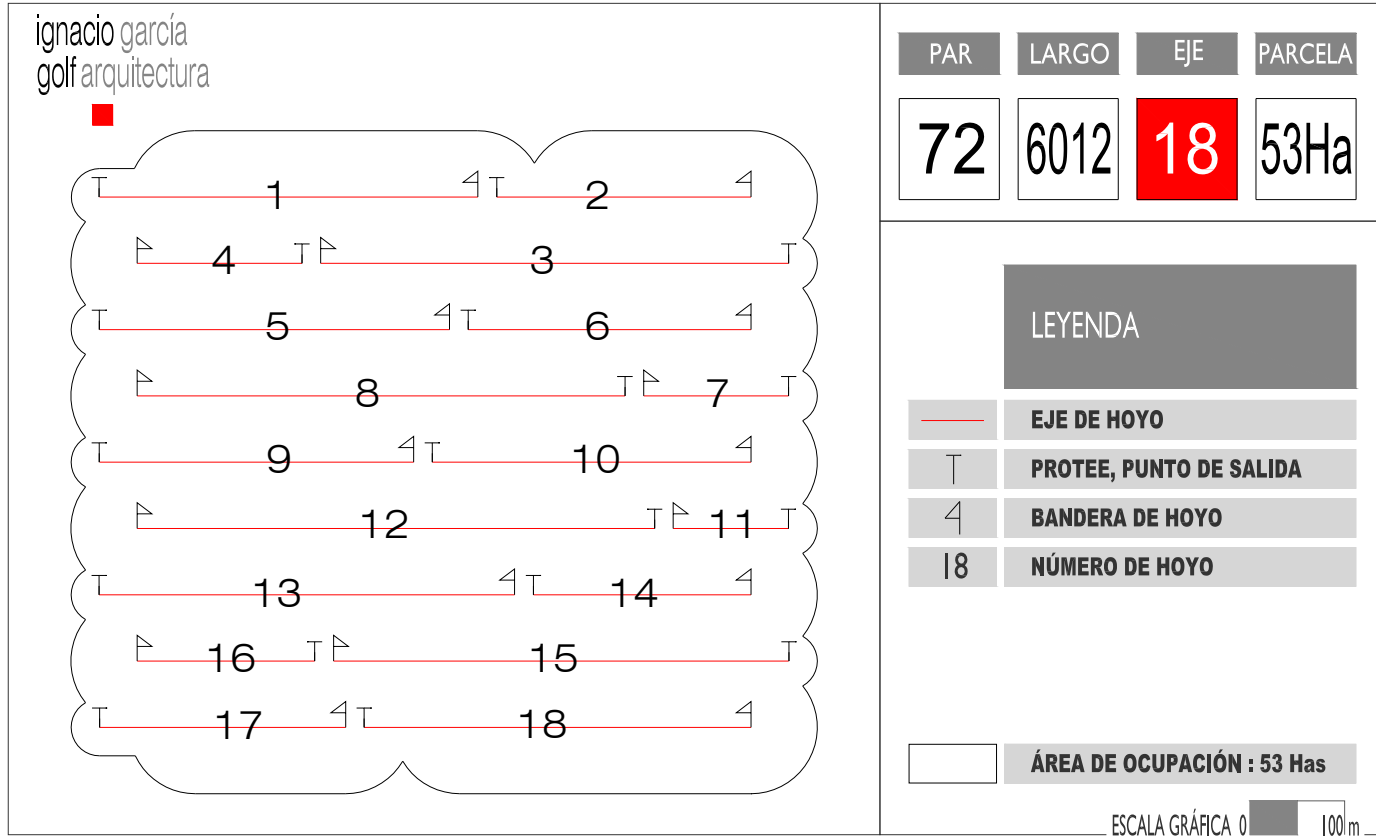 ignacio garcía
golf arquitectura
PAR LARGO EJE PARCELA
72 6012 18 53Ha
1 2
4 3
5 6
8 7
9 10
12 11
13 14
16 15
17 18
LEYENDA
EJE DE HOYO
PROTEE, PUNTO DE SALIDA
BANDERA DE HOYO
18 NÚMERO DE HOYO
ÁREA DE OCUPACIÓN : 53 Has
ESCALA GRÁFICA 0 100 m